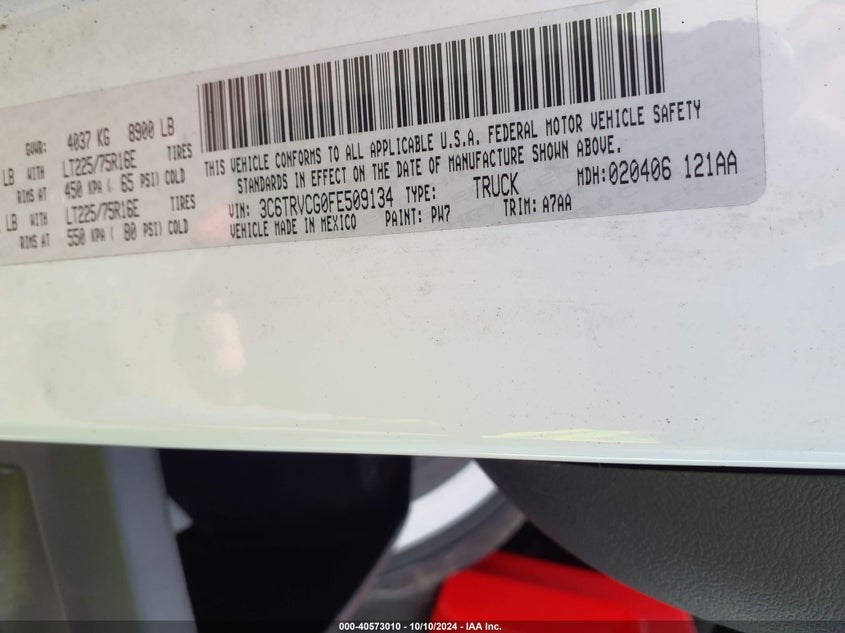 GVWR: 4037 KG 8900 LB
LB WITH LT225/75R16E TIRES
RIMS AT 450 KPA ( 65 PSI) COLD
LB WITH LT225/75R16E TIRES
RIMS AT 550 KPA ( 80 PSI) COLD
THIS VEHICLE CONFORMS TO ALL APPLICABLE U.S.A. FEDERAL MOTOR VEHICLE SAFETY
STANDARDS IN EFFECT ON THE DATE OF MANUFACTURE SHOWN ABOVE.
VIN: 3C6TRVCG0FE509134 TYPE: TRUCK MDH:020406 121AA
VEHICLE MADE IN MEXICO PAINT: PW7 TRIM: A7AA
000-40573010 - 10/10/2024 - IAA Inc.